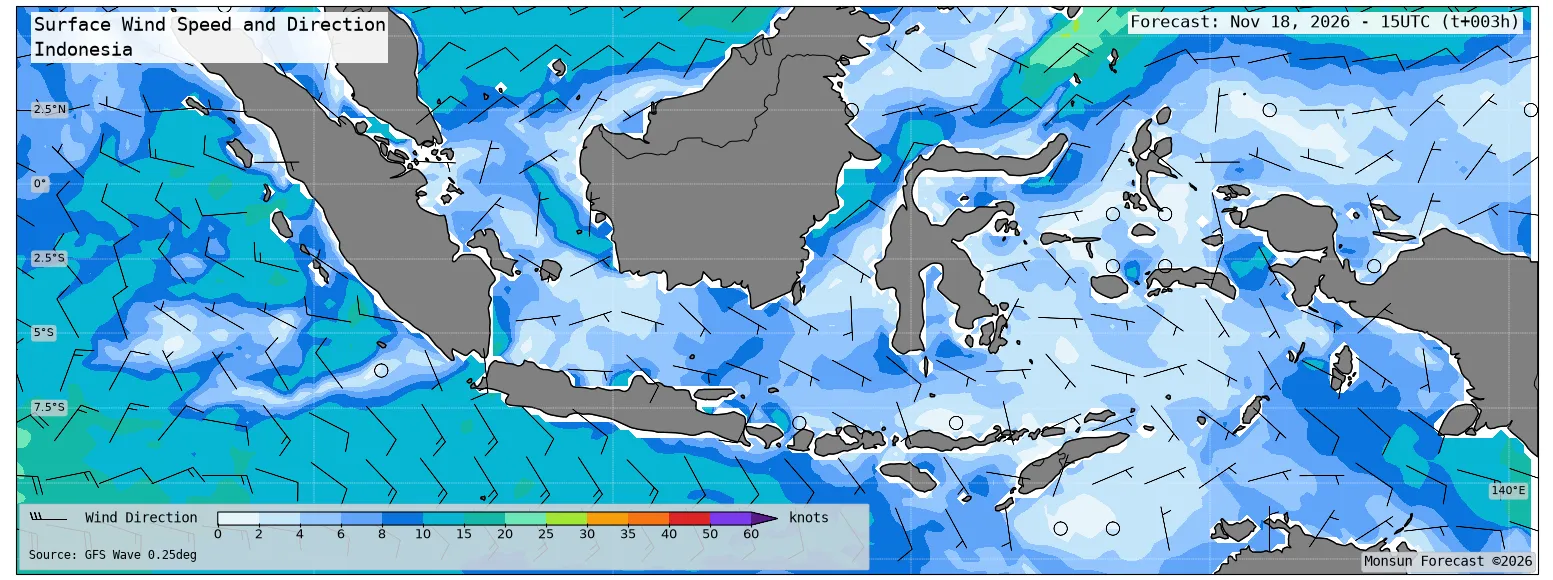 Surface Wind Speed and Direction
Indonesia
Forecast: Nov 18, 2026 - 15UTC (t+003h)
2.5°N
0°
2.5°S
5°S
7.5°S
140°E
Wind Direction
knots
0 2 4 6 8 10 15 20 25 30 35 40 50 60
Source: GFS Wave 0.25deg
Monsun Forecast ©2026